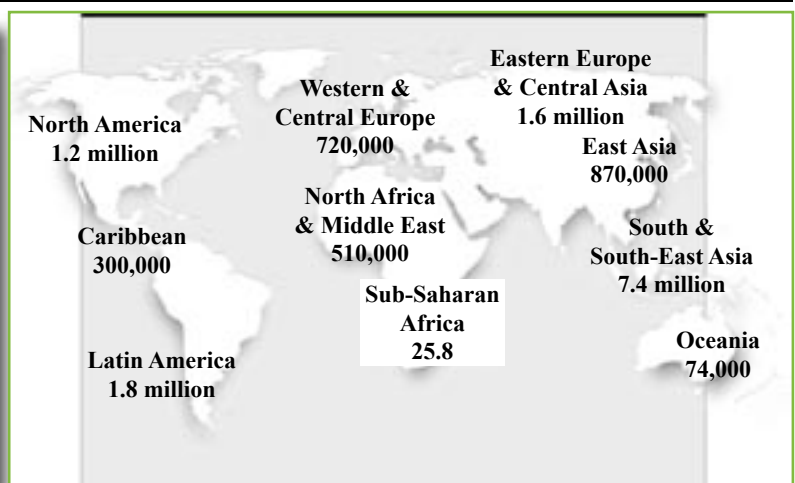 Eastern Europe
& Central Asia
1.6 million
Western &
Central Europe
720,000
North America
1.2 million
East Asia
870,000
North Africa
& Middle East
510,000
Caribbean
300,000
South &
South-East Asia
7.4 million
Sub-Saharan
Africa
25.8
Oceania
74,000
Latin America
1.8 million